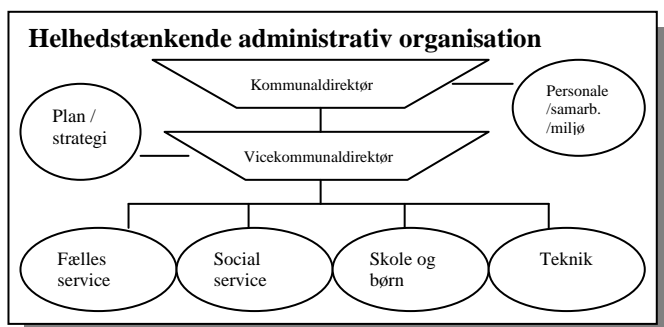 Helhedstænkende administrativ organisation
Kommunaldirektør
Personale
/samarb.
/miljø
Plan /
strategi
Vicekommunaldirektør
Fælles
service
Social
service
Skole og
børn
Teknik